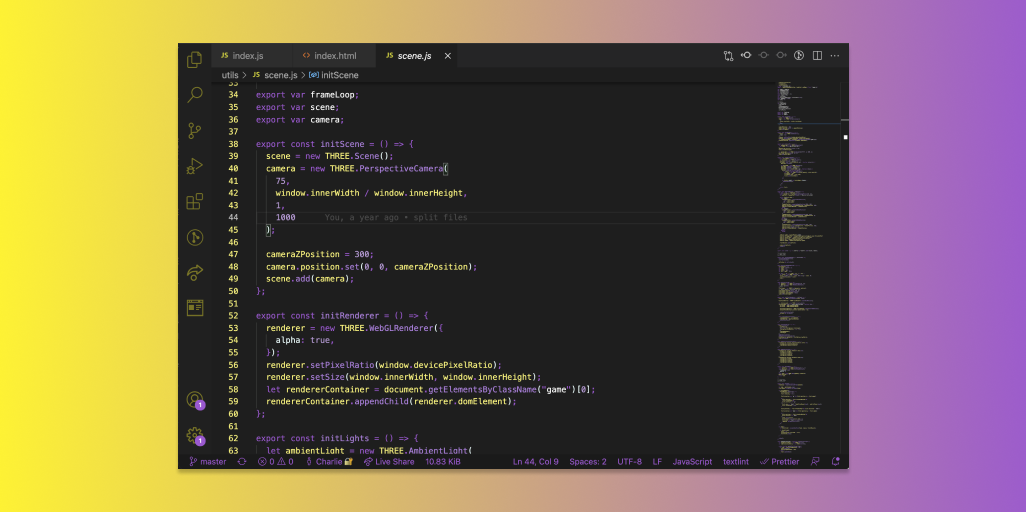 JS index.js <> index.html JS scene.js
utils > JS scene.js > initScene
33
34 export var frameLoop;
35 export var scene;
36 export var camera;
37
38 export const initScene = () => {
39 scene = new THREE.Scene();
40 camera = new THREE.PerspectiveCamera(
41 75,
42 window.innerWidth / window.innerHeight,
43 1,
44 1000 You, a year ago • split files
45 );
46
47 cameraZPosition = 300;
48 camera.position.set(0, 0, cameraZPosition);
49 scene.add(camera);
50 };
51
52 export const initRenderer = () => {
53 renderer = new THREE.WebGLRenderer({
54 alpha: true,
55 });
56 renderer.setPixelRatio(window.devicePixelRatio);
57 renderer.setSize(window.innerWidth, window.innerHeight);
58 let rendererContainer = document.getElementsByClassName("game")[0];
59 rendererContainer.appendChild(renderer.domElement);
60 };
61
62 export const initLights = () => {
63 let ambientLight = new THREE.AmbientLight(
1
1
master 0 0 Charlie Live Share 10.83 KiB Ln 44, Col 9 Spaces: 2 UTF-8 LF JavaScript textlint Prettier